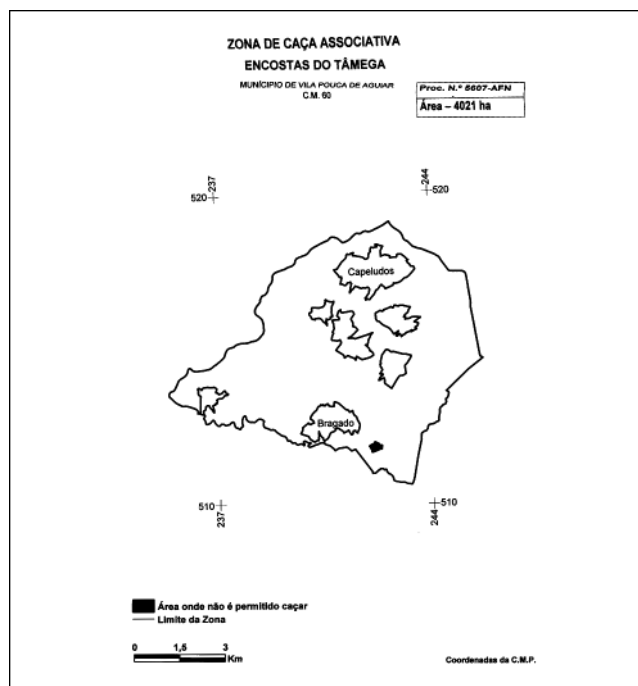 ZONA DE CAÇA ASSOCIATIVA
ENCOSTAS DO TÂMEGA
MUNÍCIPIO DE VILA POUCA DE AGUIAR
C.M. 60
Proc. N.º 5607-AFN
Área – 4021 ha
237
520
244
520
Capeludos
Bragado
510
237
510
244
Área onde não é permitido caçar
Limite da Zona
0 1,5 3
Km
Coordenadas da C.M.P.